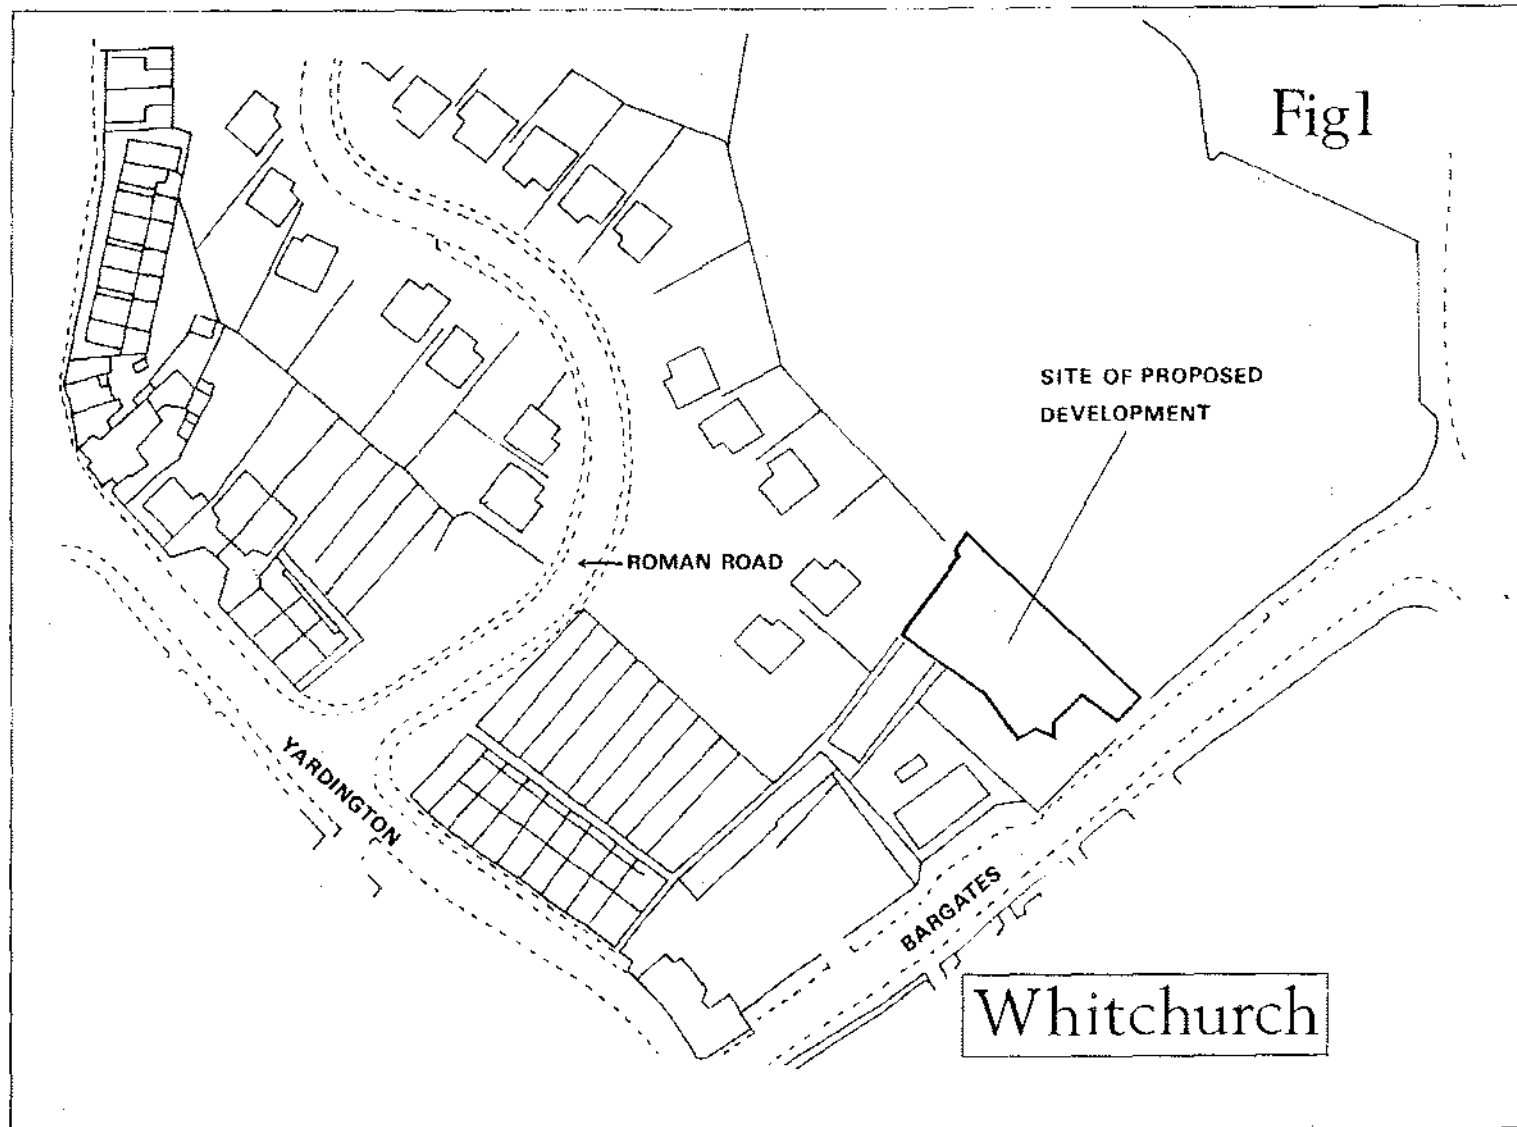 Fig1
SITE OF PROPOSED
DEVELOPMENT
ROMAN ROAD
YARDINGTON
BARGATES
Whitchurch